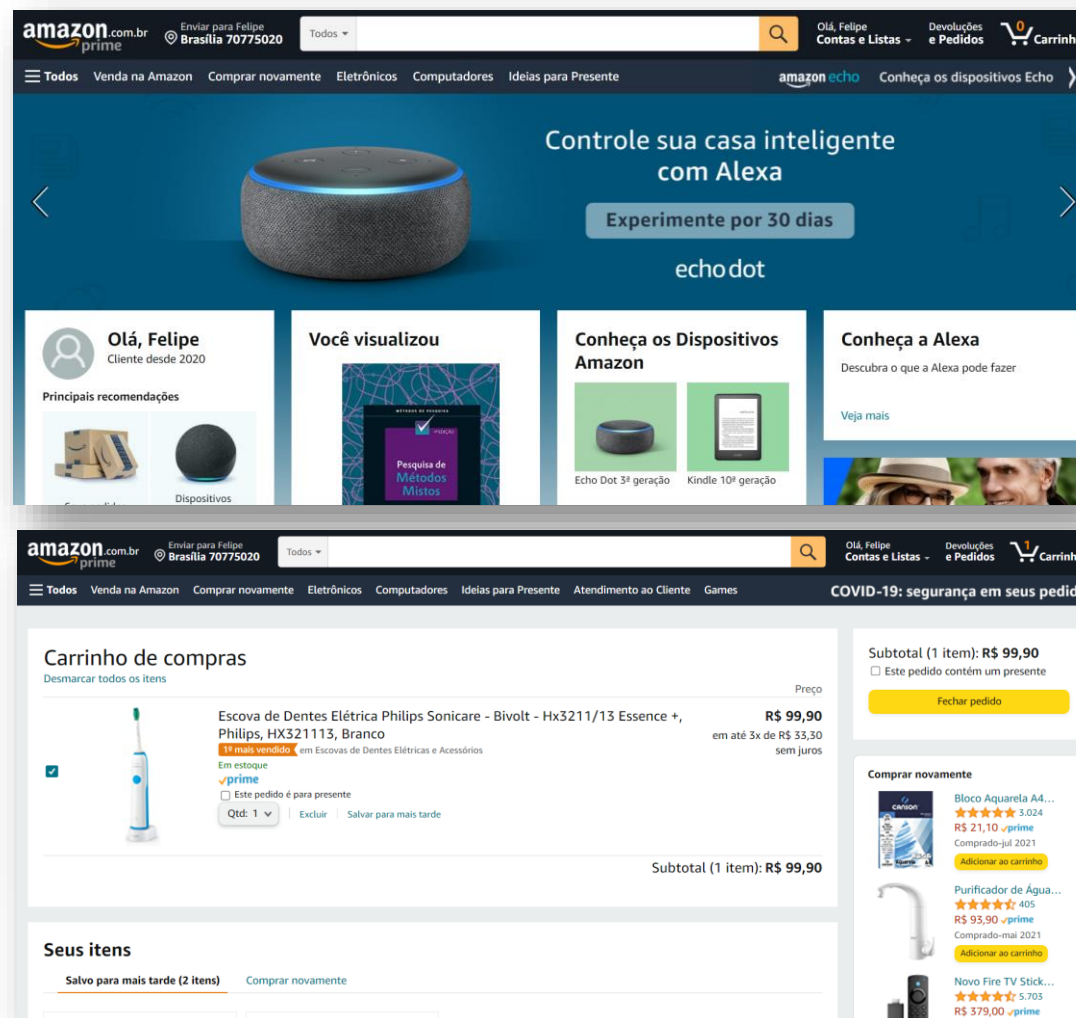 amazon.com.br
prime
Enviar para Felipe
Brasília 70775020
Todos
Olá, Felipe
Contas e Listas
Devoluções
e Pedidos
0
Carrinh
Todos Venda na Amazon Comprar novamente Eletrônicos Computadores Ideias para Presente
amazon echo Conheça os dispositivos Echo
Controle sua casa inteligente
com Alexa
Experimente por 30 dias
echo dot
Olá, Felipe
Cliente desde 2020
Principais recomendações
Dispositivos
Você visualizou
MÉTODOS DE PESQUISA
Pesquisa de
Métodos
Mistos
Conheça os Dispositivos
Amazon
Echo Dot 3ª geração
Kindle 10ª geração
Conheça a Alexa
Descubra o que a Alexa pode fazer
Veja mais
amazon.com.br
prime
Enviar para Felipe
Brasília 70775020
Todos
Olá, Felipe
Contas e Listas
Devoluções
e Pedidos
1
Carrinh
Todos Venda na Amazon Comprar novamente Eletrônicos Computadores Ideias para Presente Atendimento ao Cliente Games
COVID-19: segurança em seus pedid
Carrinho de compras
Desmarcar todos os itens
Preço
Escova de Dentes Elétrica Philips Sonicare - Bivolt - Hx3211/13 Essence +,
Philips, HX321113, Branco
1º mais vendido em Escovas de Dentes Elétricas e Acessórios
Em estoque
prime
Este pedido é para presente
Qtd: 1 Excluir Salvar para mais tarde
R$ 99,90
em até 3x de R$ 33,30
sem juros
Subtotal (1 item): R$ 99,90
Seus itens
Salvo para mais tarde (2 itens) Comprar novamente
Subtotal (1 item): R$ 99,90
Este pedido contém um presente
Fechar pedido
Comprar novamente
CANSON
Bloco Aquarela A4...
3.024
R$ 21,10 prime
Comprado-jul 2021
Adicionar ao carrinho
Purificador de Água...
405
R$ 93,90 prime
Comprado-mai 2021
Adicionar ao carrinho
Novo Fire TV Stick...
5.703
R$ 379,00 prime